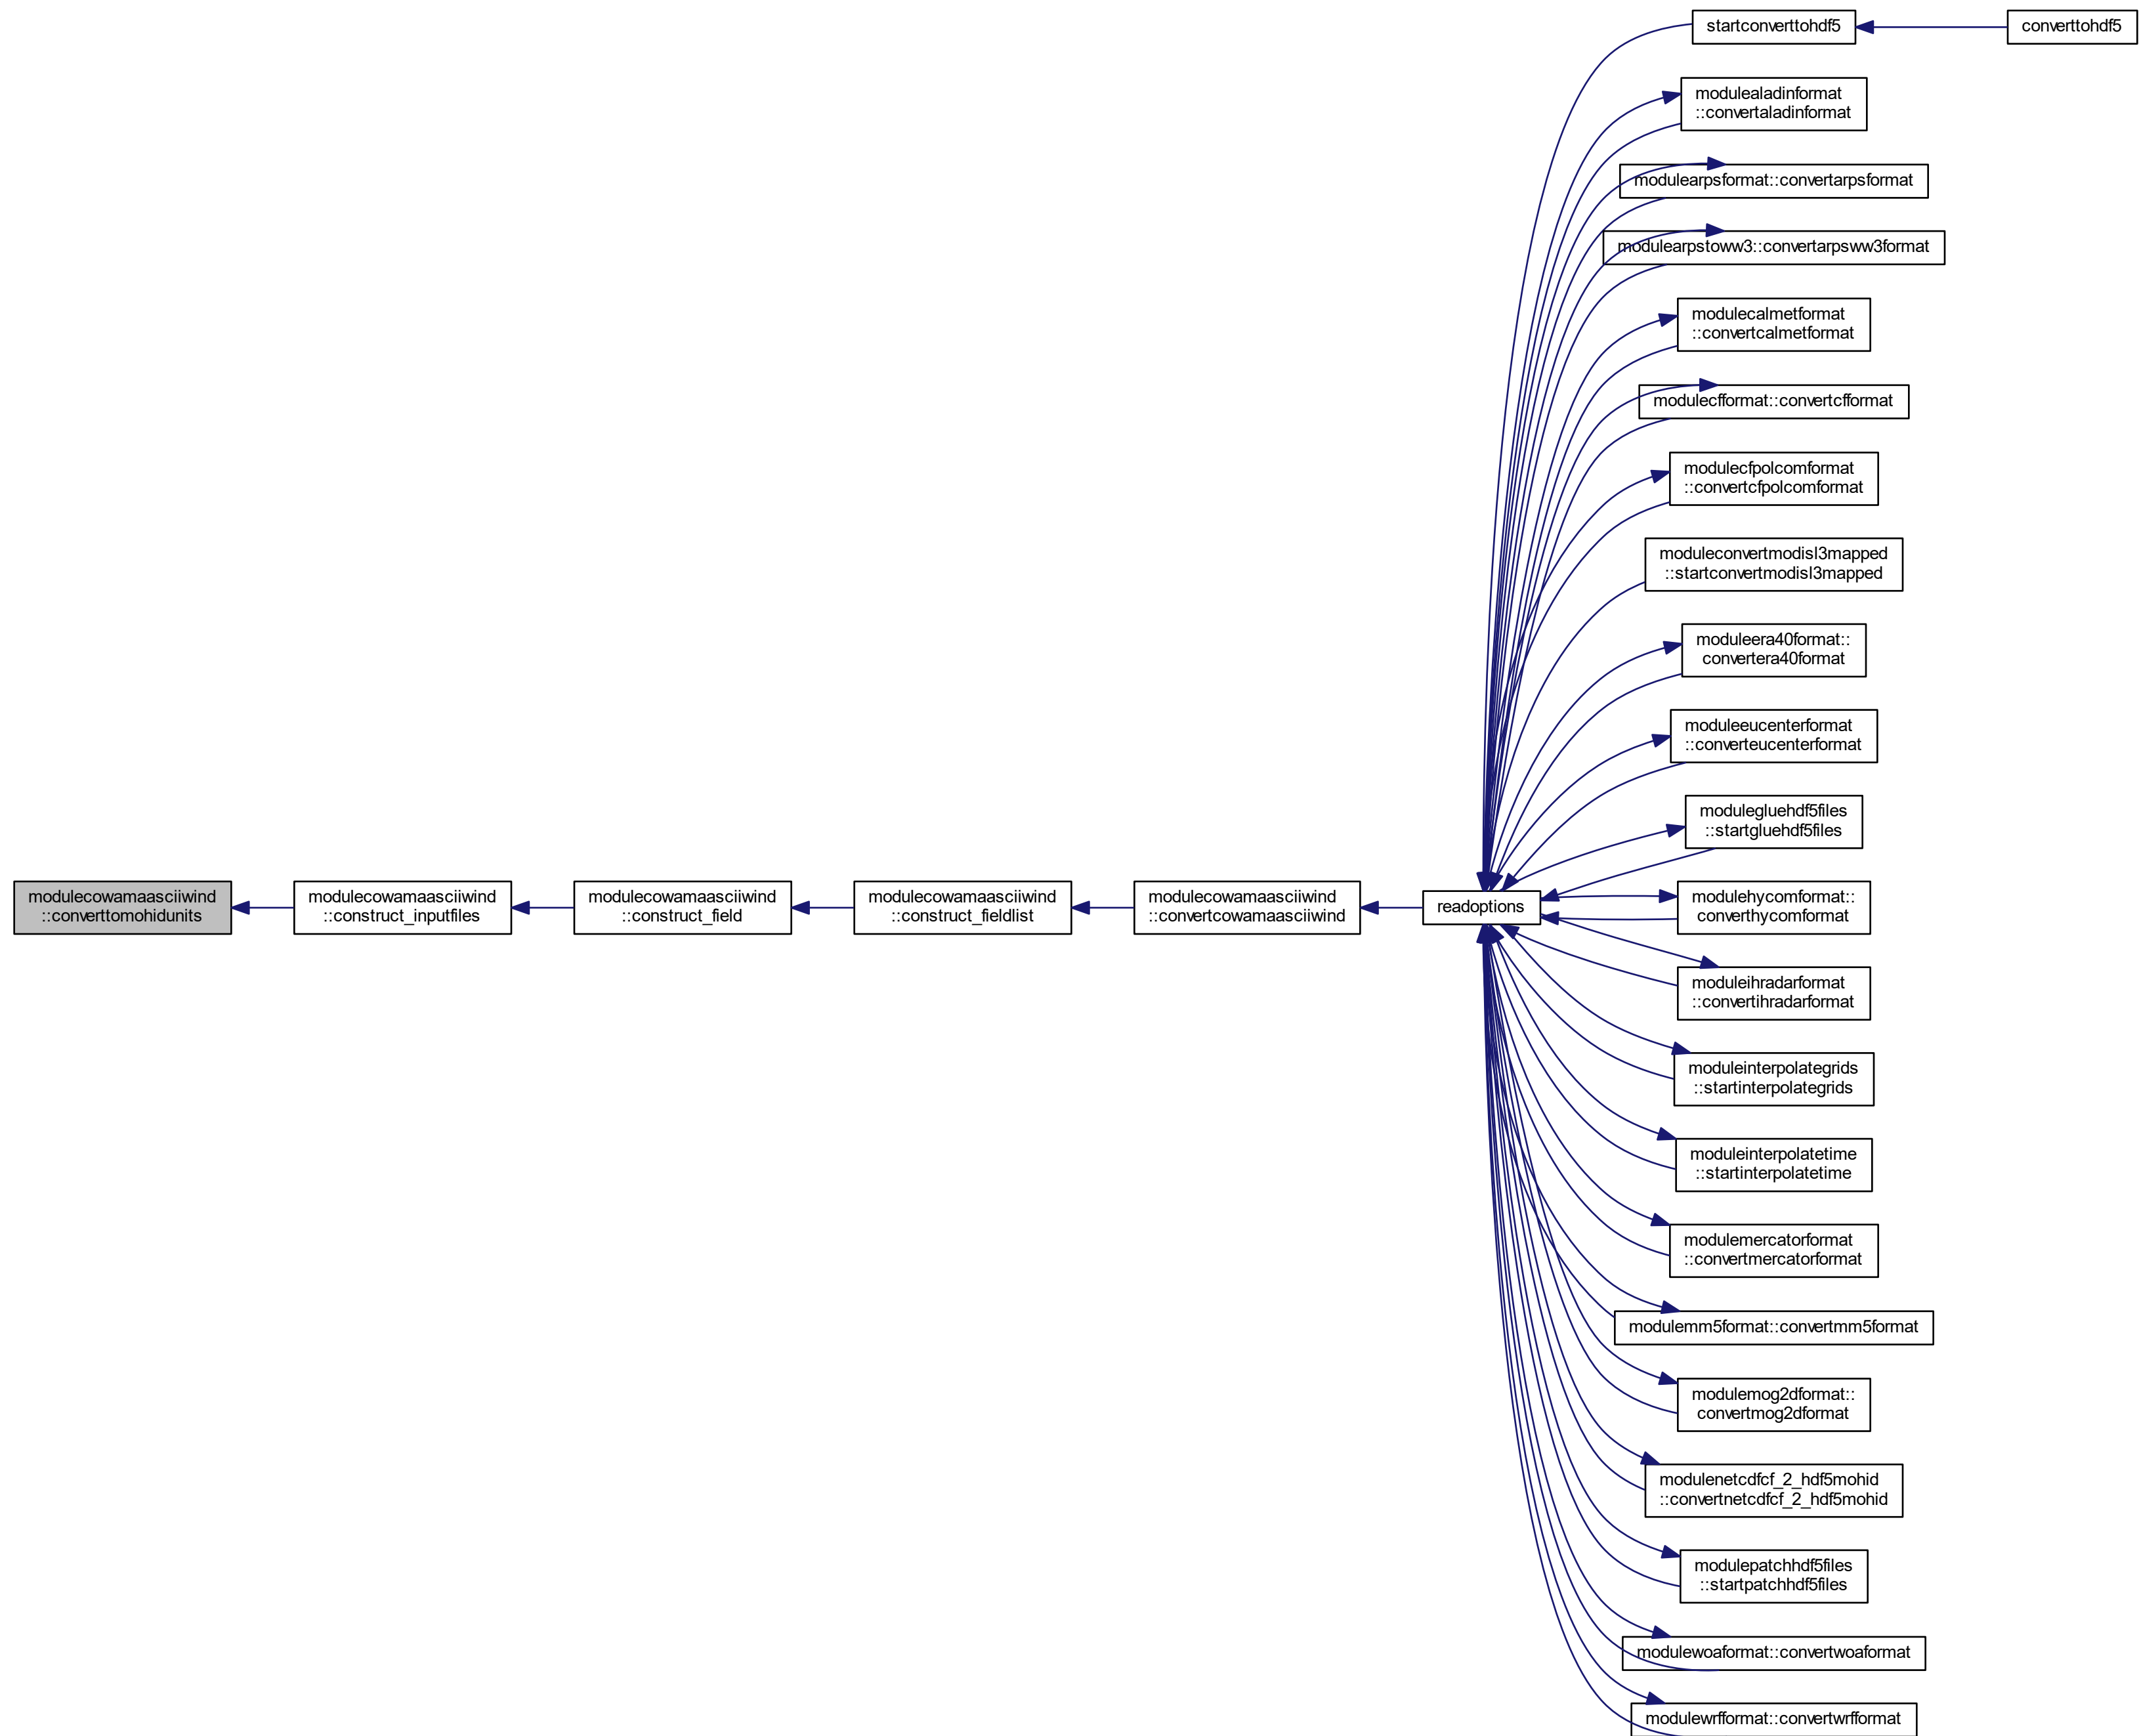 startconverttohdf5
converttohdf5
modulealadinformat
::convertaladinformat
modulearpsformat::convertarpsformat
modulearpstoww3::convertarpsww3format
modulecalmetformat
::convertcalmetformat
modulecfformat::convertcfformat
modulecfpolcomformat
::convertcfpolcomformat
moduleconvertmodisl3mapped
::startconvertmodisl3mapped
moduleera40format::
convertera40format
moduleeucenterformat
::converteucenterformat
modulegluehdf5files
::startgluehdf5files
modulecowamaasciiwind
::converttomohidunits
modulecowamaasciiwind
::construct_inputfiles
modulecowamaasciiwind
::construct_field
modulecowamaasciiwind
::construct_fieldlist
modulecowamaasciiwind
::convertcowamaasciiwind
readoptions
modulehycomformat::
converthycomformat
moduleihradarformat
::convertihradarformat
moduleinterpolategrids
::startinterpolategrids
moduleinterpolatetime
::startinterpolatetime
modulemercatorformat
::convertmercatorformat
modulemm5format::convertmm5format
modulemog2dformat::
convertmog2dformat
modulenetcdfcf_2_hdf5mohid
::convertnetcdfcf_2_hdf5mohid
modulepatchhdf5files
::startpatchhdf5files
modulewoaformat::convertwoaformat
modulewrfformat::convertwrfformat